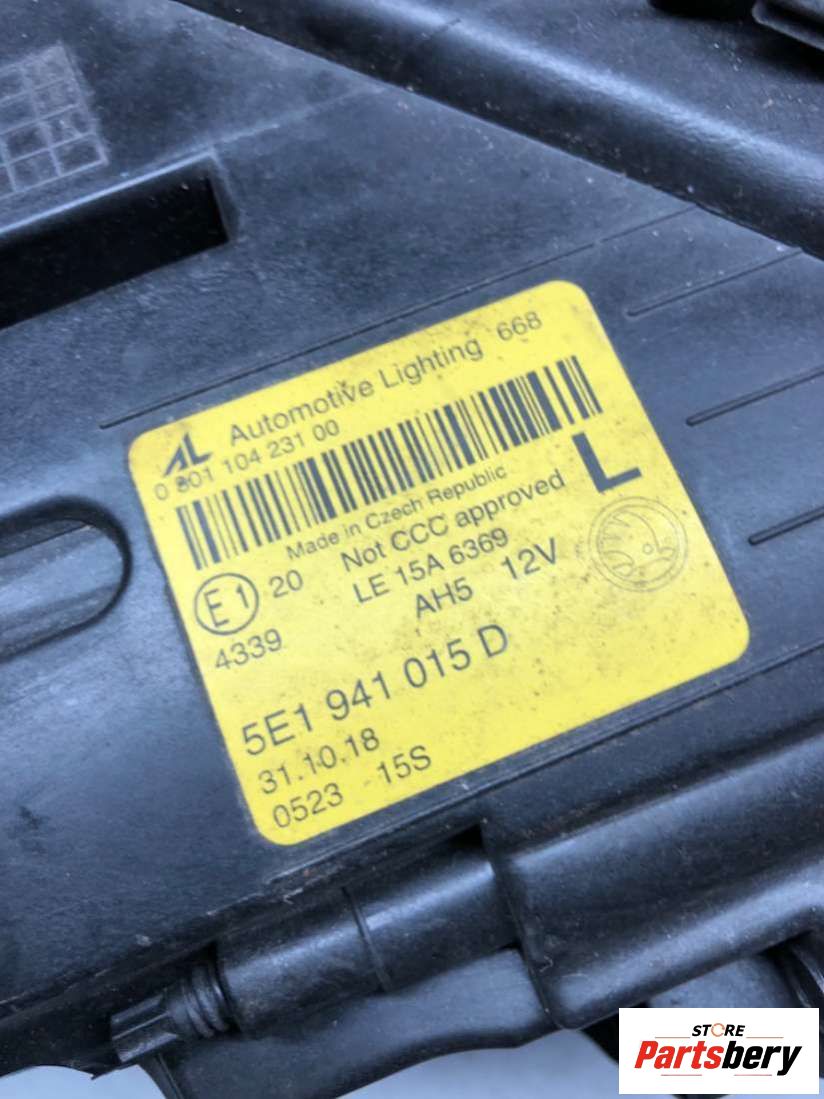 AL Automotive Lighting 668
0 301 104 231 00
Made in Czech Republic
Not CCC approved L
E1 20 LE 15A 6369
4339 AH5 12V
5E1 941 015 D
31.10.18
0523 15S
STORE
Partsbery